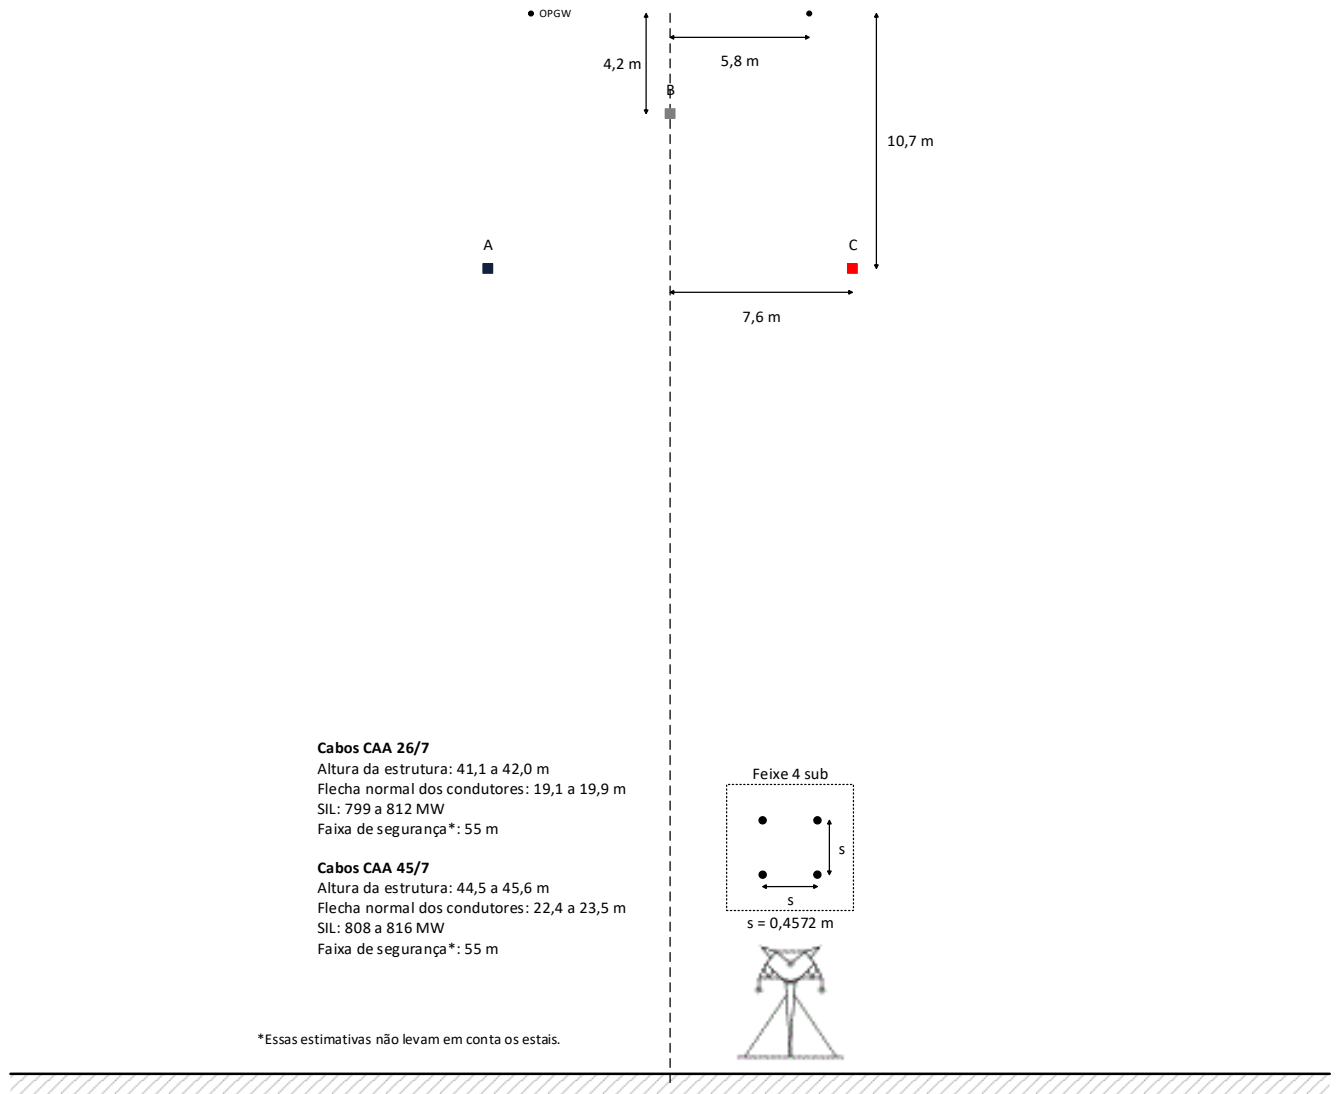 OPGW
4,2 m
5,8 m
B
10,7 m
A
C
7,6 m
Cabos CAA 26/7
Altura da estrutura: 41,1 a 42,0 m
Flecha normal dos condutores: 19,1 a 19,9 m
SIL: 799 a 812 MW
Faixa de segurança*: 55 m
Cabos CAA 45/7
Altura da estrutura: 44,5 a 45,6 m
Flecha normal dos condutores: 22,4 a 23,5 m
SIL: 808 a 816 MW
Faixa de segurança*: 55 m
Feixe 4 sub
s
s
s = 0,4572 m
*Essas estimativas não levam em conta os estais.